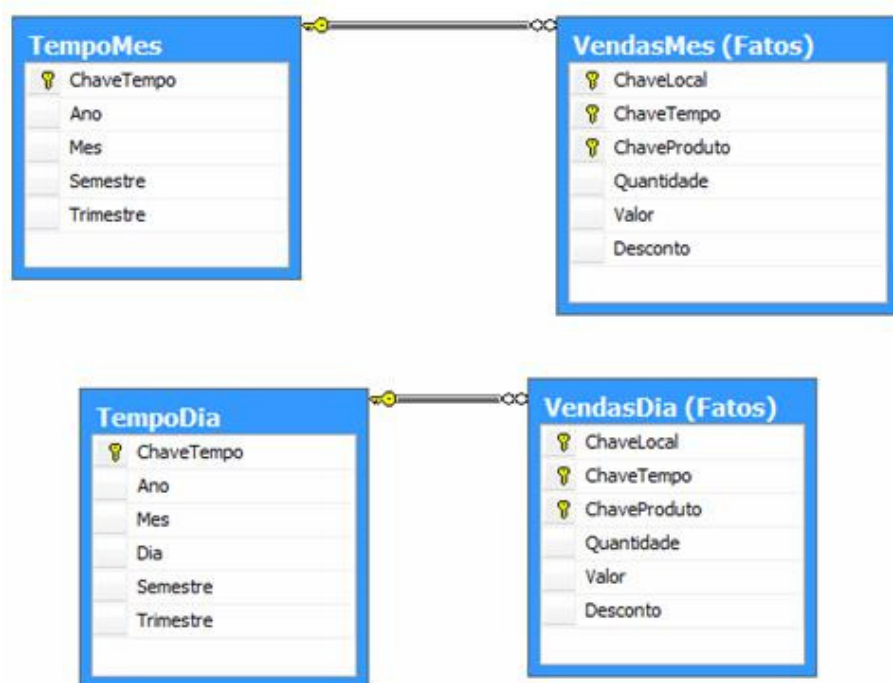 TempoMes
ChaveTempo
Ano
Mes
Semestre
Trimestre
VendasMes (Fatos)
ChaveLocal
ChaveTempo
ChaveProduto
Quantidade
Valor
Desconto
TempoDia
ChaveTempo
Ano
Mes
Dia
Semestre
Trimestre
VendasDia (Fatos)
ChaveLocal
ChaveTempo
ChaveProduto
Quantidade
Valor
Desconto